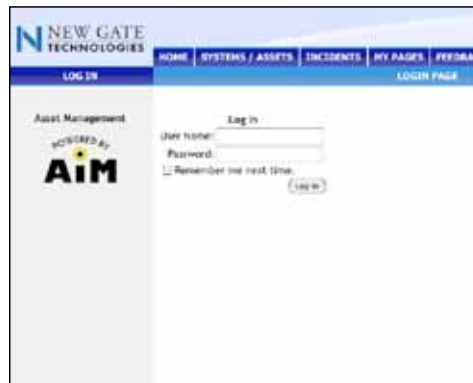 NEW GATE
TECHNOLOGIES
HOME SYSTEMS / ASSETS INCIDENTS MY PAGES FEEDBA
LOG IN
LOGIN PAGE
Asset Management
Log In
User Name:
POWERED BY
Password:
AiM
Remember me next time.
Log In